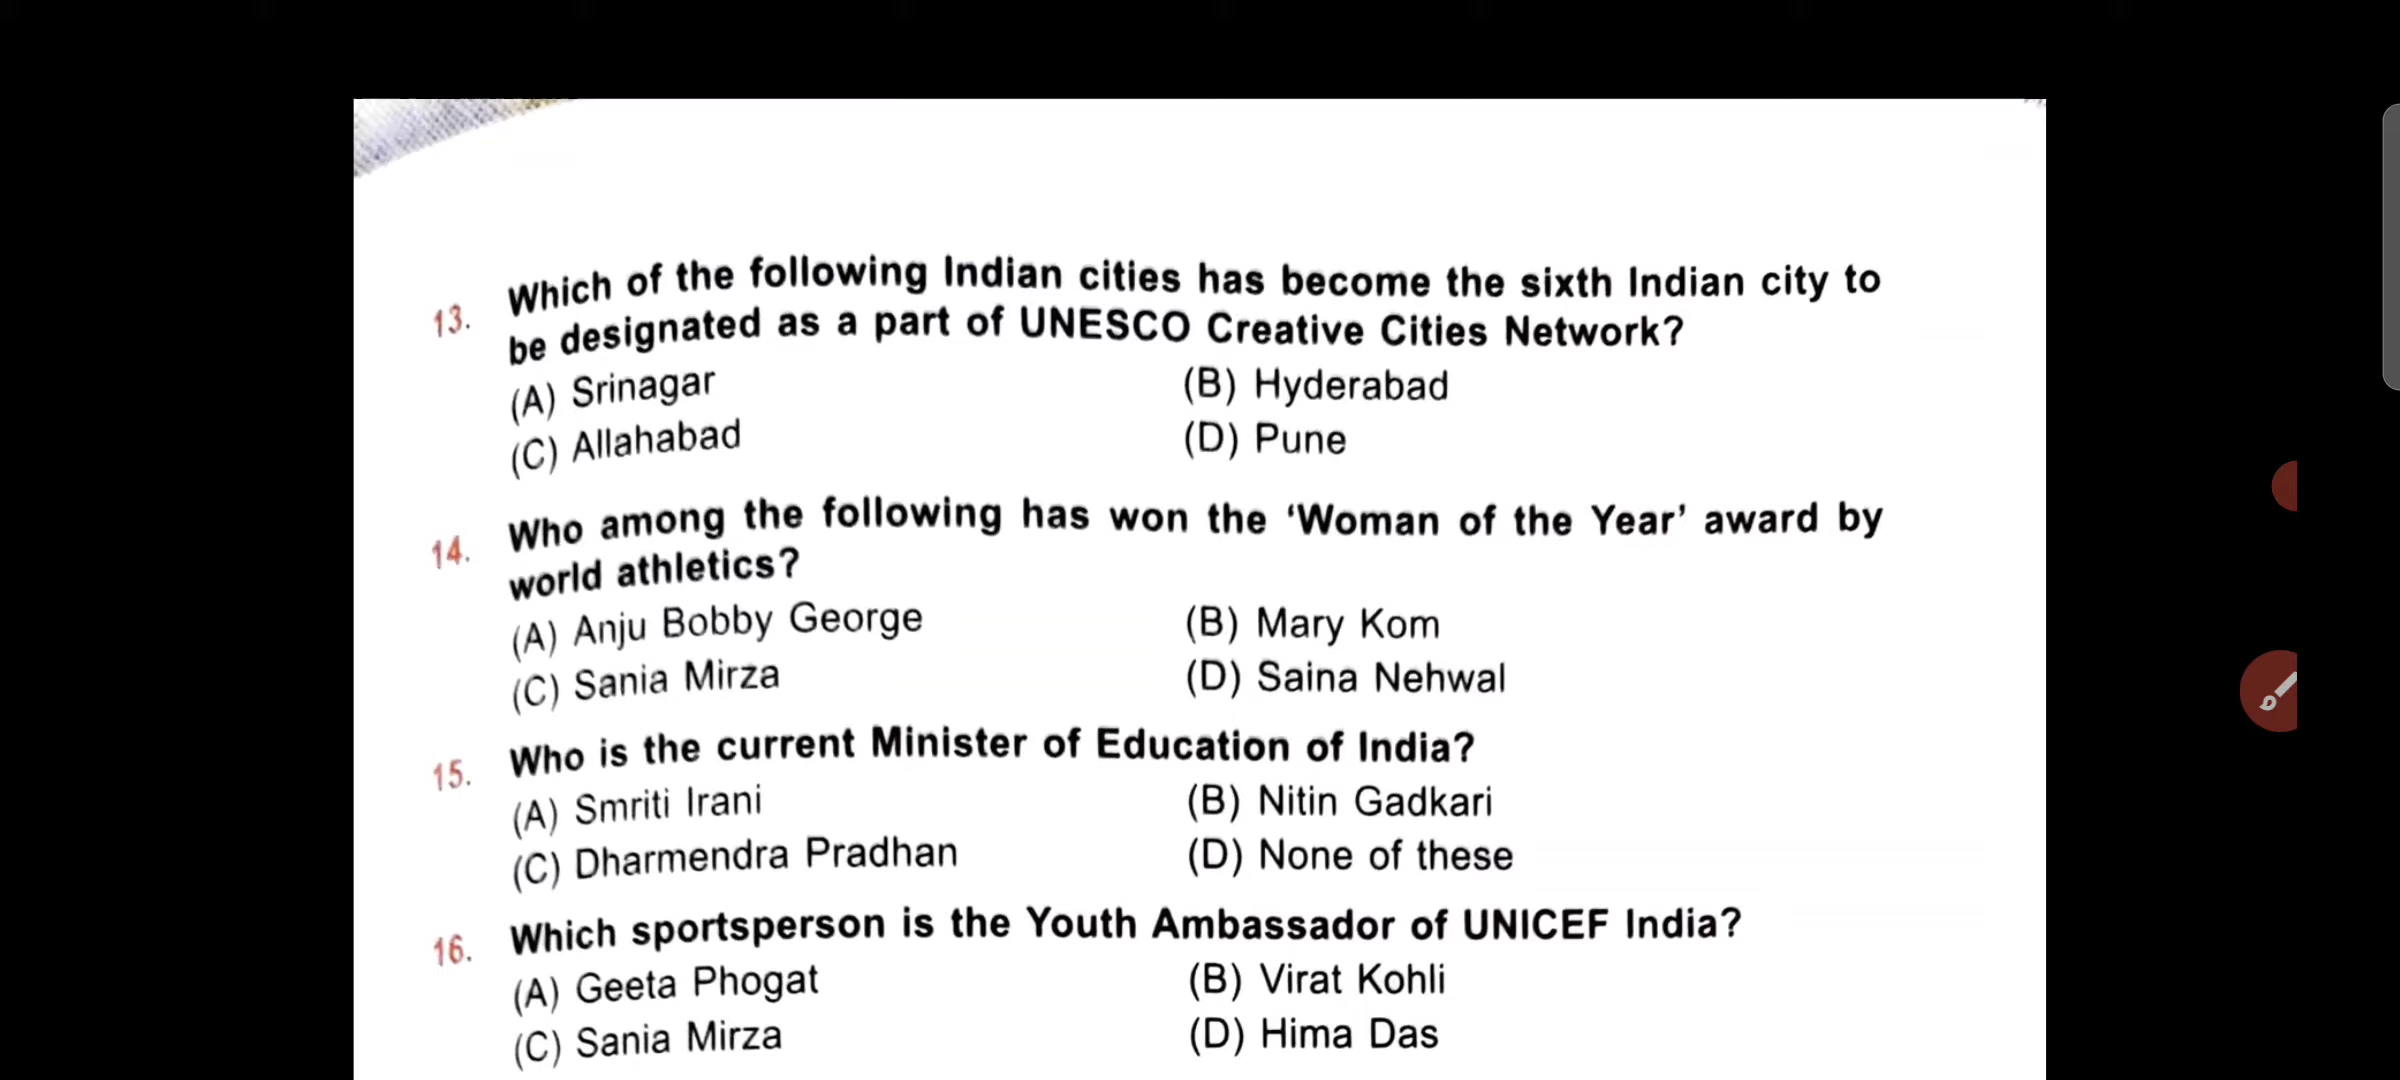 13. Which of the following Indian cities has become the sixth Indian city to
be designated as a part of UNESCO Creative Cities Network?
(A) Srinagar (B) Hyderabad
(C) Allahabad (D) Pune
14. Who among the following has won the ‘Woman of the Year’ award by
world athletics?
(A) Anju Bobby George (B) Mary Kom
(C) Sania Mirza (D) Saina Nehwal
15. Who is the current Minister of Education of India?
(A) Smriti Irani (B) Nitin Gadkari
(C) Dharmendra Pradhan (D) None of these
16. Which sportsperson is the Youth Ambassador of UNICEF India?
(A) Geeta Phogat (B) Virat Kohli
(C) Sania Mirza (D) Hima Das